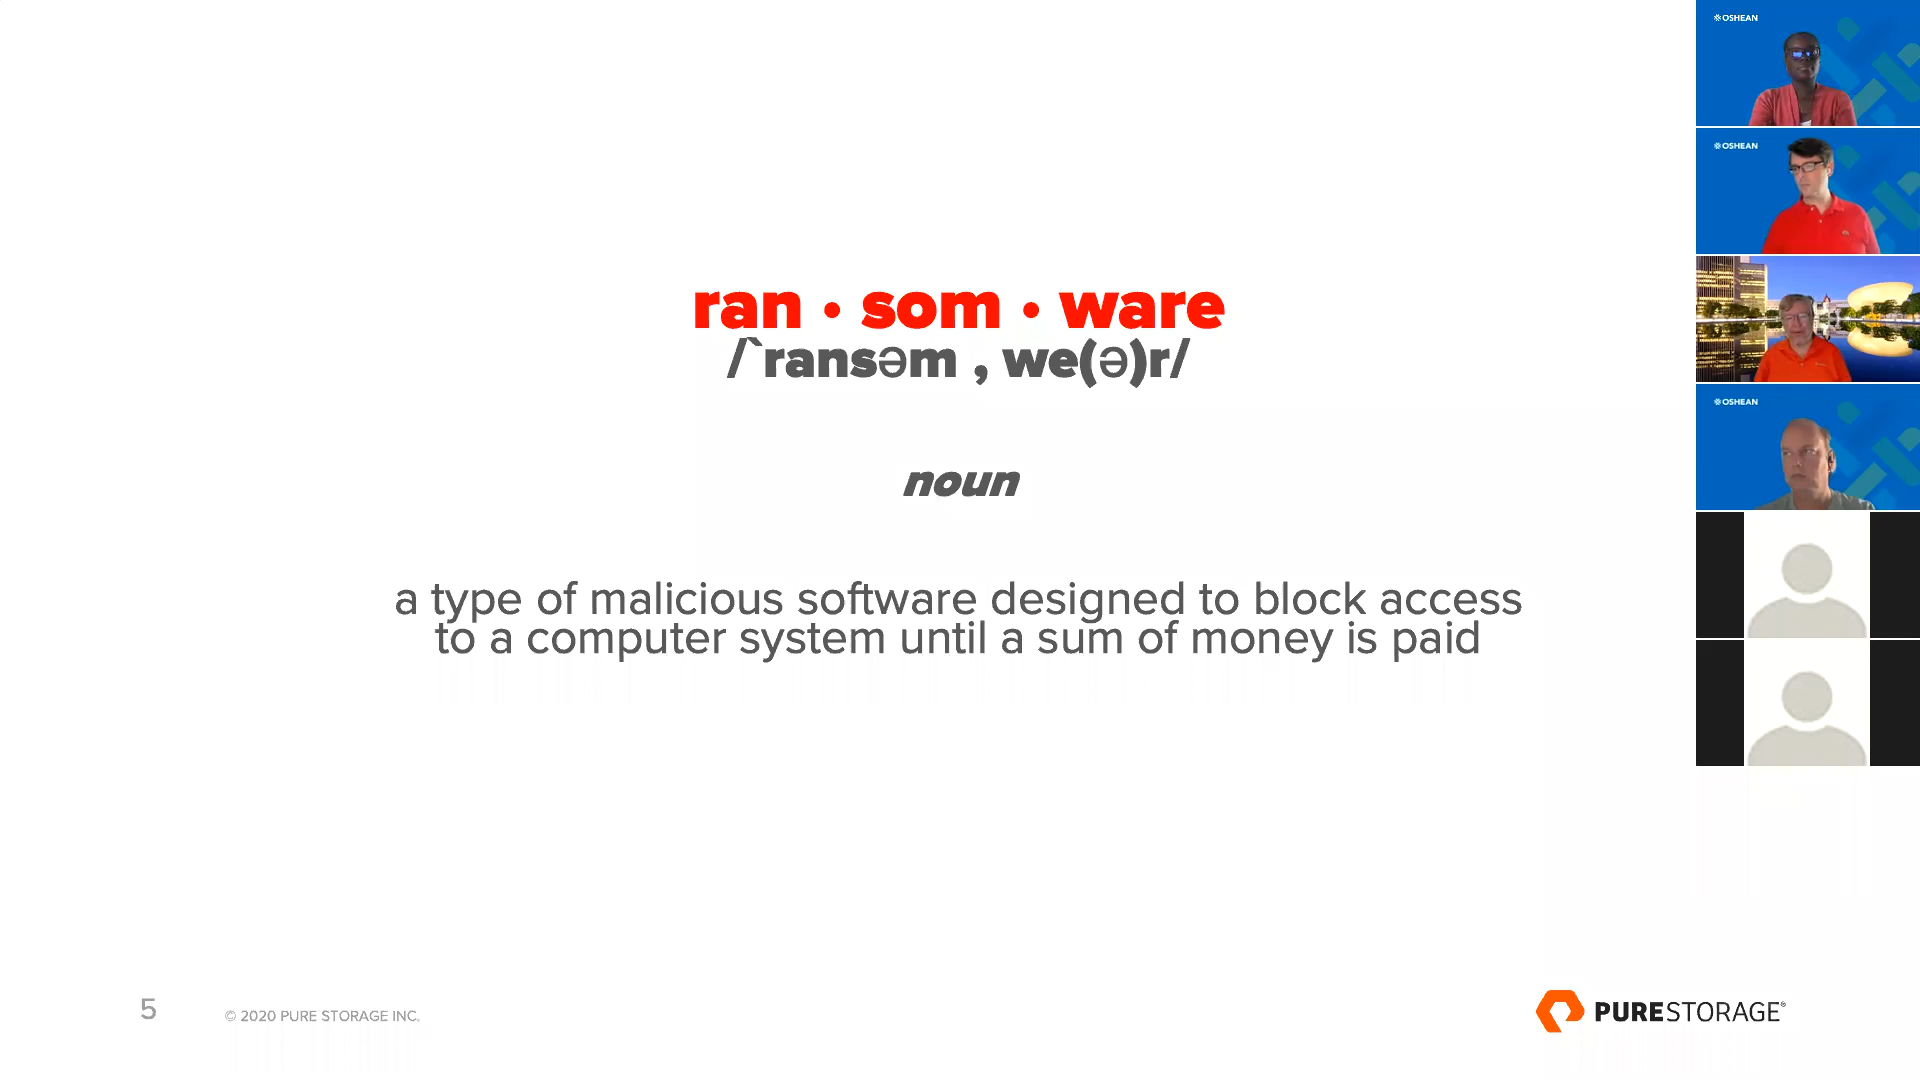 OSHEAN
OSHEAN
OSHEAN
ran • som • ware
/`ransəm , we(ə)r/
noun
a type of malicious software designed to block access
to a computer system until a sum of money is paid
5
© 2020 PURE STORAGE INC.
PURESTORAGE®